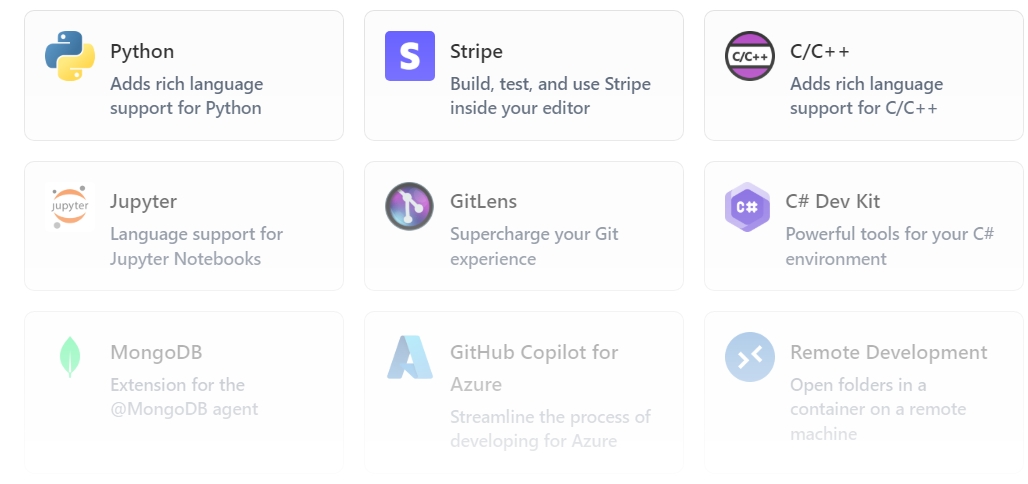 Python
Adds rich language
support for Python
S
Stripe
Build, test, and use Stripe
inside your editor
C/C++
C/C++
Adds rich language
support for C/C++
jupyter
Jupyter
Language support for
Jupyter Notebooks
GitLens
Supercharge your Git
experience
C#
C# Dev Kit
Powerful tools for your C#
environment
MongoDB
Extension for the
@MongoDB agent
GitHub Copilot for
Azure
Streamline the process of
developing for Azure
Remote Development
Open folders in a
container on a remote
machine